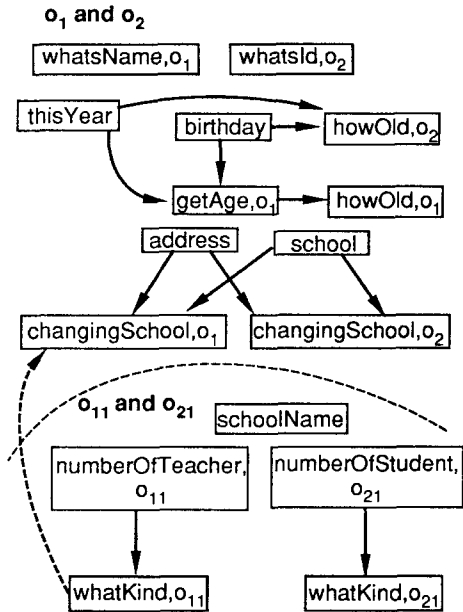 o₁ and o₂
whatsName,o₁ whatsId,o₂
thisYear birthday howOld,o₂
getAge,o₁ howOld,o₁
address school
changingSchool,o₁ changingSchool,o₂
o₁₁ and o₂₁
schoolName
numberOfTeacher, numberOfStudent,
o₁₁ o₂₁
whatKind,o₁₁ whatKind,o₂₁